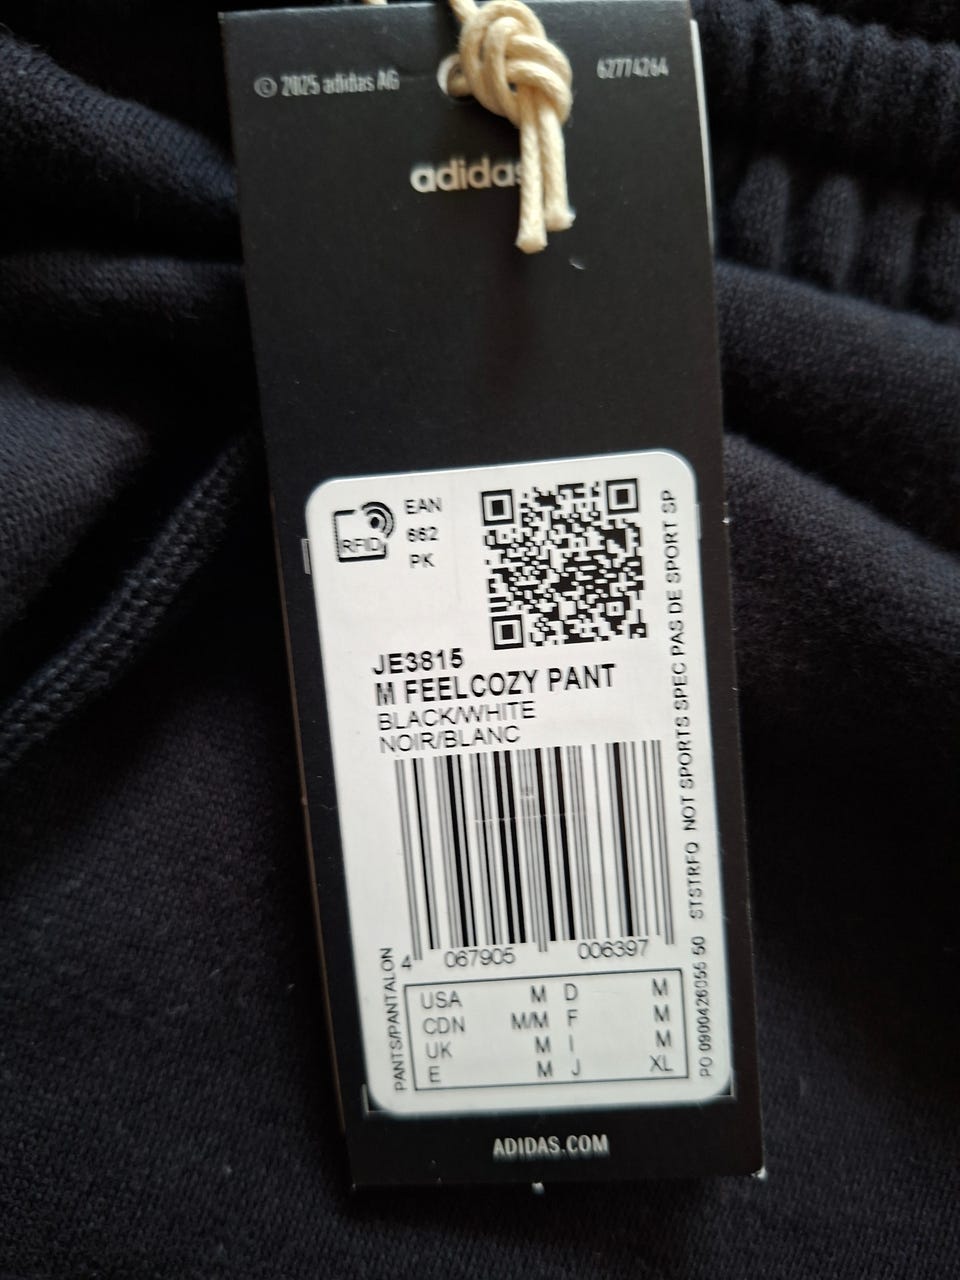 © 2025 adidas AG
62774264
adidas
RFID
EAN
662
PK
JE3815
M FEELCOZY PANT
BLACK/WHITE
NOIR/BLANC
4 067905 006397
USA M D M
CDN M/M F M
UK M I M
E M J XL
PANTS/PANTALON
PO 0900426055 50 STSTRFO NOT SPORTS SPEC PAS DE SPORT SP
ADIDAS.COM